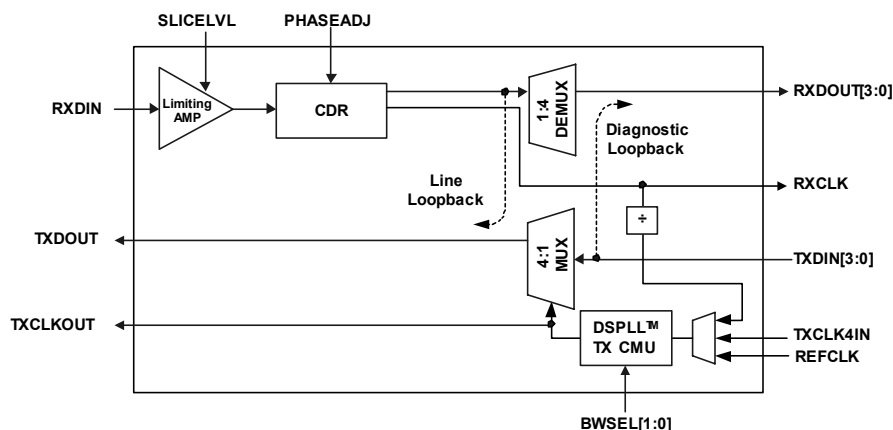 SLICELVL
PHASEADJ
RXDIN
Limiting
AMP
CDR
1:4
DEMUX
RXDOUT[3:0]
Diagnostic
Loopback
Line
Loopback
RXCLK
÷
TXDOUT
4:1
MUX
TXDIN[3:0]
TXCLKOUT
DSPLL™
TX CMU
TXCLK4IN
REFCLK
BWSEL[1:0]